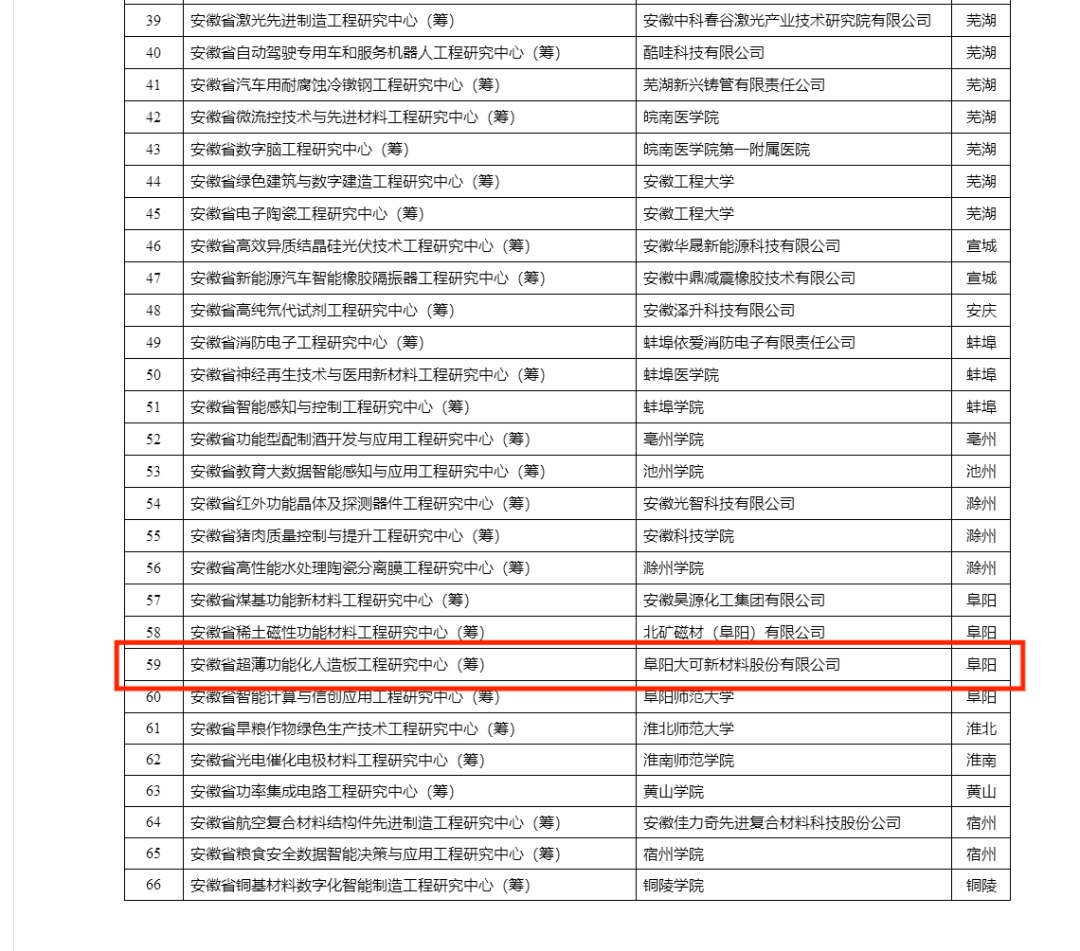 39 安徽省激光先进制造工程研究中心（筹） 安徽中科春谷激光产业技术研究院有限公司 芜湖
40 安徽省自动驾驶专用车和服务机器人工程研究中心（筹） 酷哇科技有限公司 芜湖
41 安徽省汽车用耐腐蚀冷镦钢工程研究中心（筹） 芜湖新兴铸管有限责任公司 芜湖
42 安徽省微流控技术与先进材料工程研究中心（筹） 皖南医学院 芜湖
43 安徽省数字脑工程研究中心（筹） 皖南医学院第一附属医院 芜湖
44 安徽省绿色建筑与数字建造工程研究中心（筹） 安徽工程大学 芜湖
45 安徽省电子陶瓷工程研究中心（筹） 安徽工程大学 芜湖
46 安徽省高效异质结晶硅光伏技术工程研究中心（筹） 安徽华晟新能源科技有限公司 宣城
47 安徽省新能源汽车智能橡胶隔振器工程研究中心（筹） 安徽中鼎减震橡胶技术有限公司 宣城
48 安徽省高纯氘代试剂工程研究中心（筹） 安徽泽升科技有限公司 安庆
49 安徽省消防电子工程研究中心（筹） 蚌埠依爱消防电子有限责任公司 蚌埠
50 安徽省神经再生技术与医用新材料工程研究中心（筹） 蚌埠医学院 蚌埠
51 安徽省智能感知与控制工程研究中心（筹） 蚌埠学院 蚌埠
52 安徽省功能型配制酒开发与应用工程研究中心（筹） 亳州学院 亳州
53 安徽省教育大数据智能感知与应用工程研究中心（筹） 池州学院 池州
54 安徽省红外功能晶体及探测器件工程研究中心（筹） 安徽光智科技有限公司 滁州
55 安徽省猪肉质量控制与提升工程研究中心（筹） 安徽科技学院 滁州
56 安徽省高性能水处理陶瓷分离膜工程研究中心（筹） 滁州学院 滁州
57 安徽省煤基功能新材料工程研究中心（筹） 安徽昊源化工集团有限公司 阜阳
58 安徽省稀土磁性功能材料工程研究中心（筹） 北矿磁材（阜阳）有限公司 阜阳
59 安徽省超薄功能化人造板工程研究中心（筹） 阜阳大可新材料股份有限公司 阜阳
60 安徽省智能计算与信创应用工程研究中心（筹） 阜阳师范大学 阜阳
61 安徽省旱粮作物绿色生产技术工程研究中心（筹） 淮北师范大学 淮北
62 安徽省光电催化电极材料工程研究中心（筹） 淮南师范学院 淮南
63 安徽省功率集成电路工程研究中心（筹） 黄山学院 黄山
64 安徽省航空复合材料结构件先进制造工程研究中心（筹） 安徽佳力奇先进复合材料科技股份公司 宿州
65 安徽省粮食安全数据智能决策与应用工程研究中心（筹） 宿州学院 宿州
66 安徽省铜基材料数字化智能制造工程研究中心（筹） 铜陵学院 铜陵